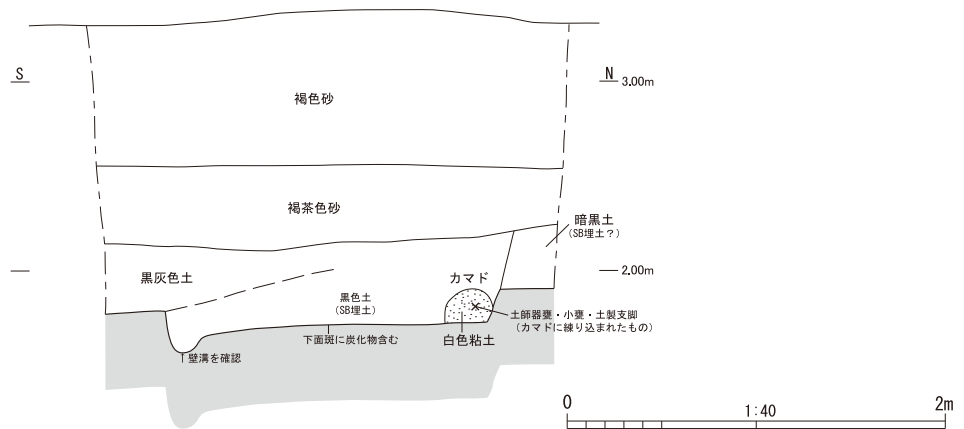 S
N
3.00m
褐色砂
褐茶色砂
暗黒土
(SB埋土？)
2.00m
黒灰色土
カマド
黒色土
(SB埋土)
土師器甕・小甕・土製支脚
(カマドに練り込まれたもの)
下面斑に炭化物含む
白色粘土
壁溝を確認
0
1:40
2m